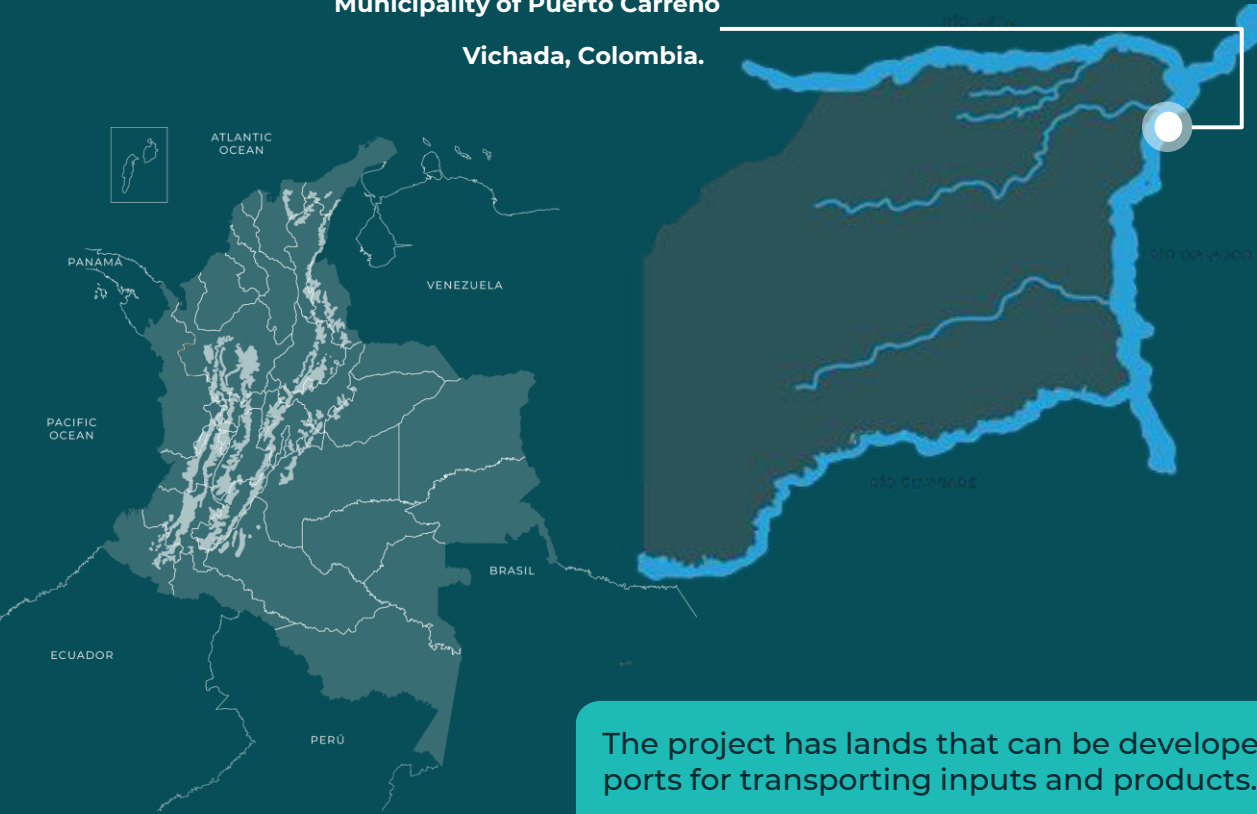 Municipality of Puerto Carreño
Vichada, Colombia.
ATLANTIC
OCEAN
PANAMÁ
VENEZUELA
PACIFIC
OCEAN
BRASIL
ECUADOR
PERÚ
The project has lands that can be develope
ports for transporting inputs and products.